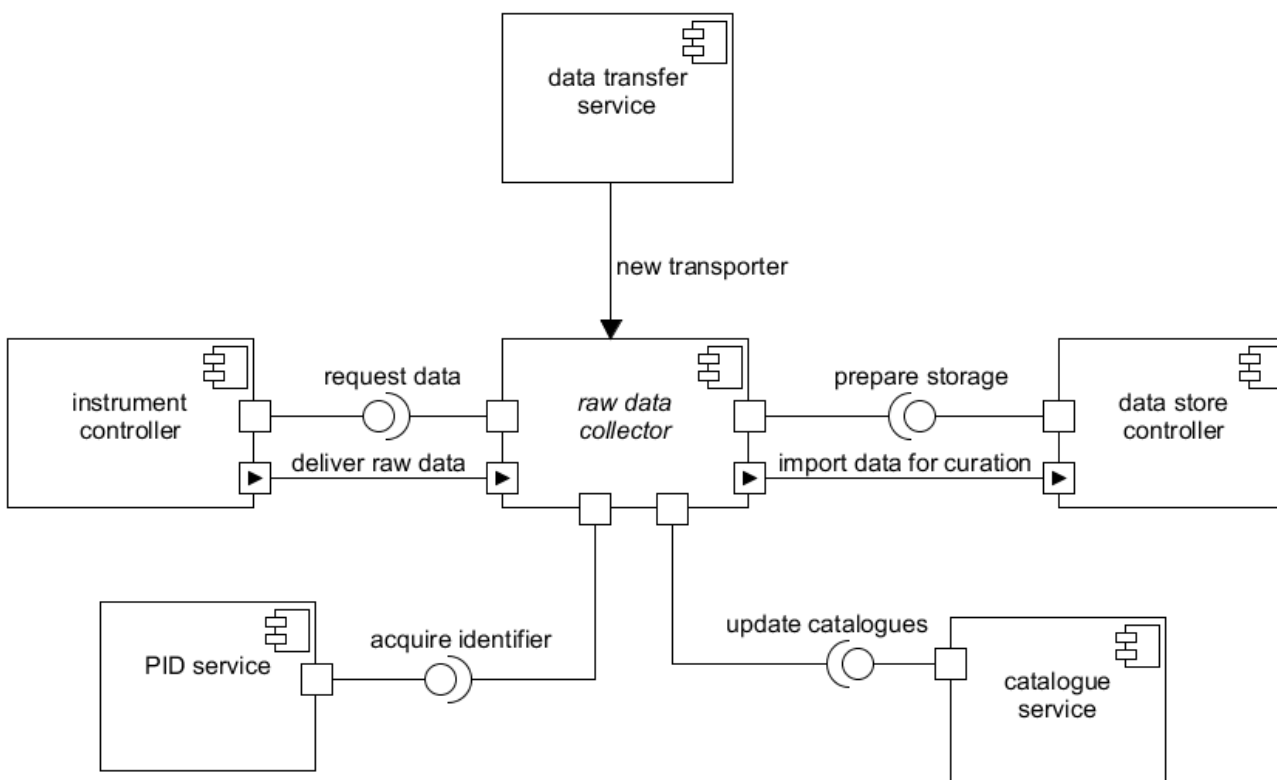 data transfer
service
new transporter
request data
prepare storage
instrument
controller
raw data
collector
data store
controller
deliver raw data
import data for curation
acquire identifier
update catalogues
PID service
catalogue
service